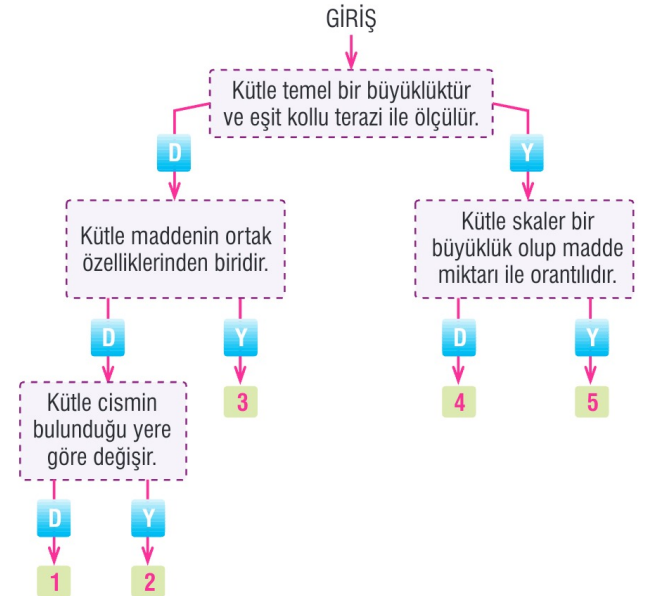 GİRİŞ
Kütle temel bir büyüklüktür
ve eşit kollu terazi ile ölçülür.
D
Y
Kütle maddenin ortak
özelliklerinden biridir.
Kütle skaler bir
büyüklük olup madde
miktarı ile orantılıdır.
D
Y
D
Y
3
4
5
Kütle cismin
bulunduğu yere
göre değişir.
D
Y
1
2